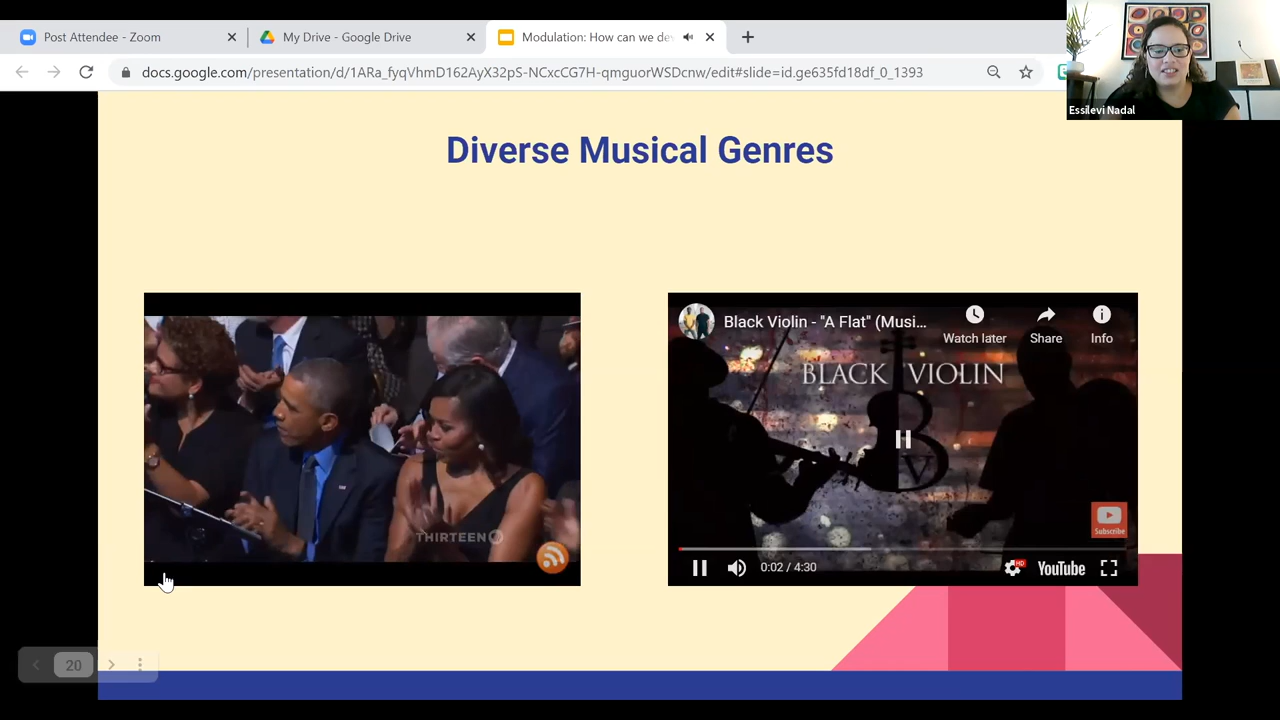 Post Attendee - Zoom
My Drive - Google Drive
Modulation: How can we de
docs.google.com/presentation/d/1ARa_fyqVhmD162AyX32pS-NCxcCG7H-qmguorWSDcnw/edit#slide=id.ge635fd18df_0_1393
Essilevi Nadal
Diverse Musical Genres
THIRTEEN
Black Violin - "A Flat" (Musi...
Watch later
Share
Info
BLACK VIOLIN
B
V
Subscribe
0:02 / 4:30
HD
YouTube
20